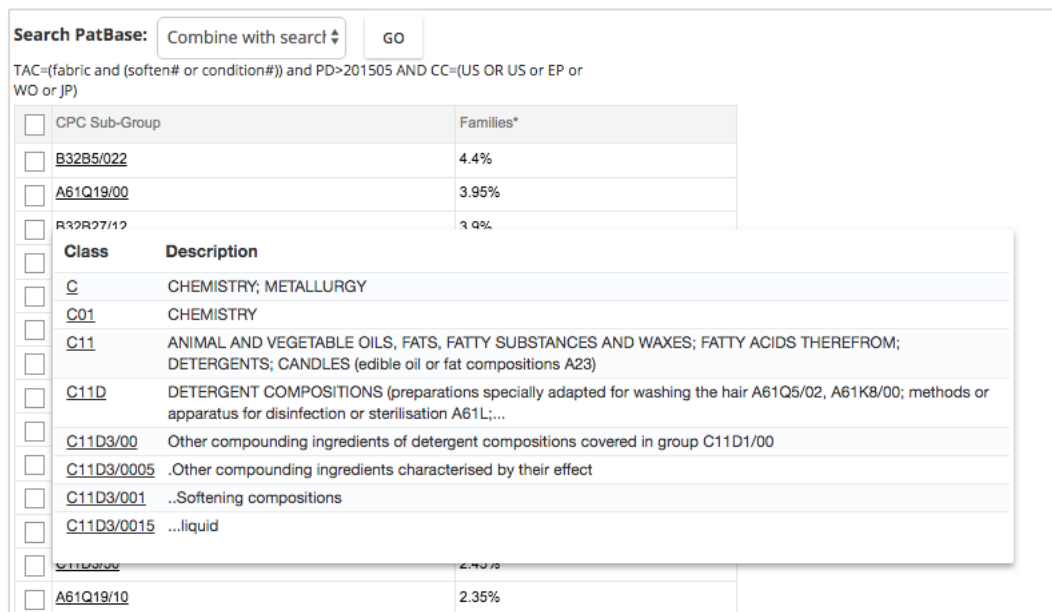 Search PatBase: Combine with search GO
TAC=(fabric and (soften# or condition#)) and PD>201505 AND CC=(US OR US or EP or
WO or JP)
CPC Sub-Group Families*
B32B5/022 4.4%
A61Q19/00 3.95%
B32B27/12 3.9%
Class Description
C CHEMISTRY; METALLURGY
C01 CHEMISTRY
C11 ANIMAL AND VEGETABLE OILS, FATS, FATTY SUBSTANCES AND WAXES; FATTY ACIDS THEREFROM;
DETERGENTS; CANDLES (edible oil or fat compositions A23)
C11D DETERGENT COMPOSITIONS (preparations specially adapted for washing the hair A61Q5/02, A61K8/00; methods or
apparatus for disinfection or sterilisation A61L;...
C11D3/00 Other compounding ingredients of detergent compositions covered in group C11D1/00
C11D3/0005 .Other compounding ingredients characterised by their effect
C11D3/001 ..Softening compositions
C11D3/0015 ...liquid
C11D3/50 2.45%
A61Q19/10 2.35%